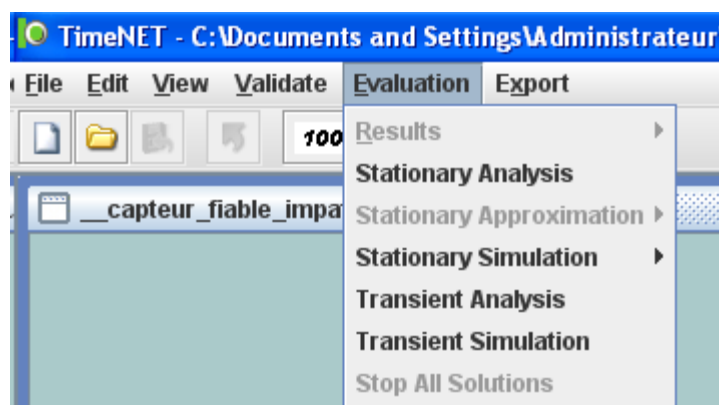 TimeNET - C:\Documents and Settings\Administrateur
File Edit View Validate Evaluation Export
100
Results
Stationary Analysis
__capteur_fiable_impa
Stationary Approximation
Stationary Simulation
Transient Analysis
Transient Simulation
Stop All Solutions